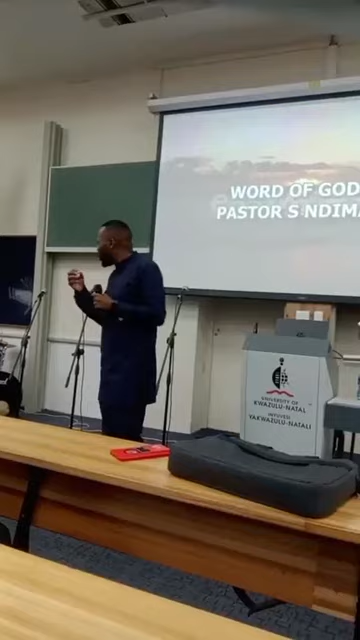 WORD OF GOD
PASTOR S NDIMA
UNIVERSITY OF
KWAZULU-NATAL
INYUVESI
YAKWAZULU-NATALI